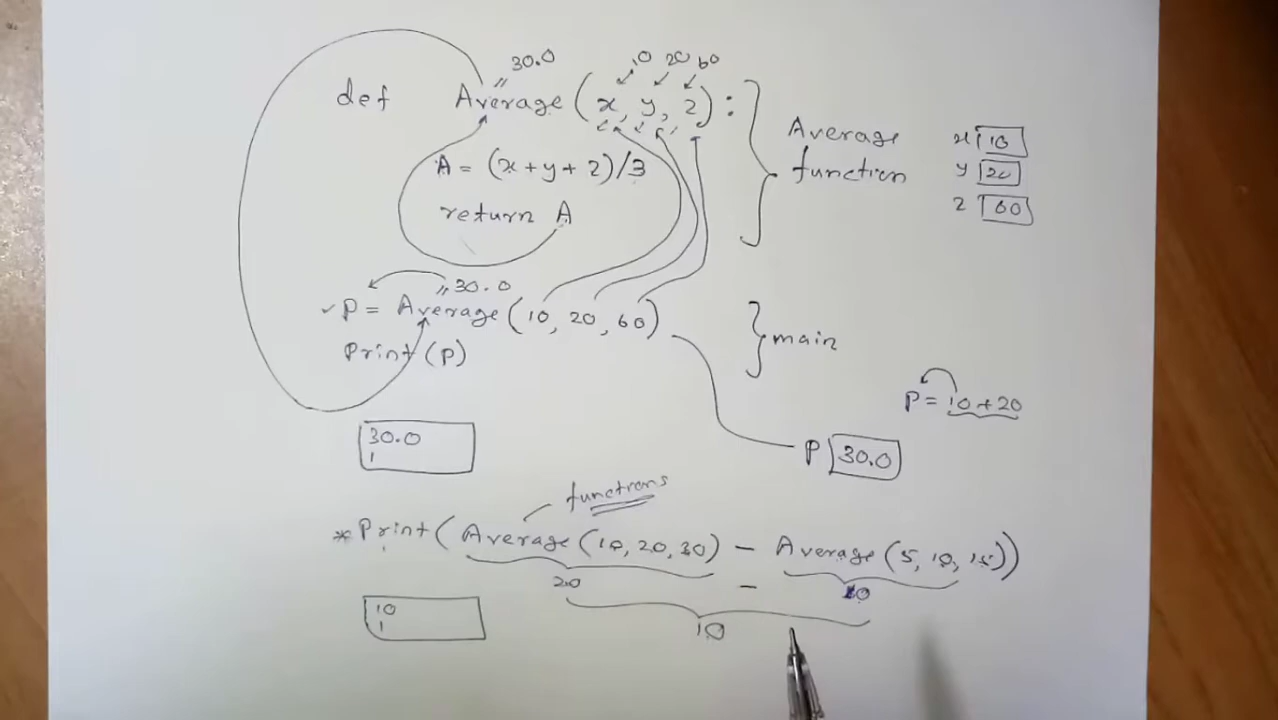 30.0 10 20 60
def Average(x, y, z):
A = (x+y+z)/3
return A
Average
function
x 10
y 20
z 60
30.0
P = Average(10, 20, 60)
Print(P)
main
P = 10+20
30.0
P 30.0
functions
*Print(Average(10, 20, 30) - Average(5, 10, 15))
20 - 10
10
10